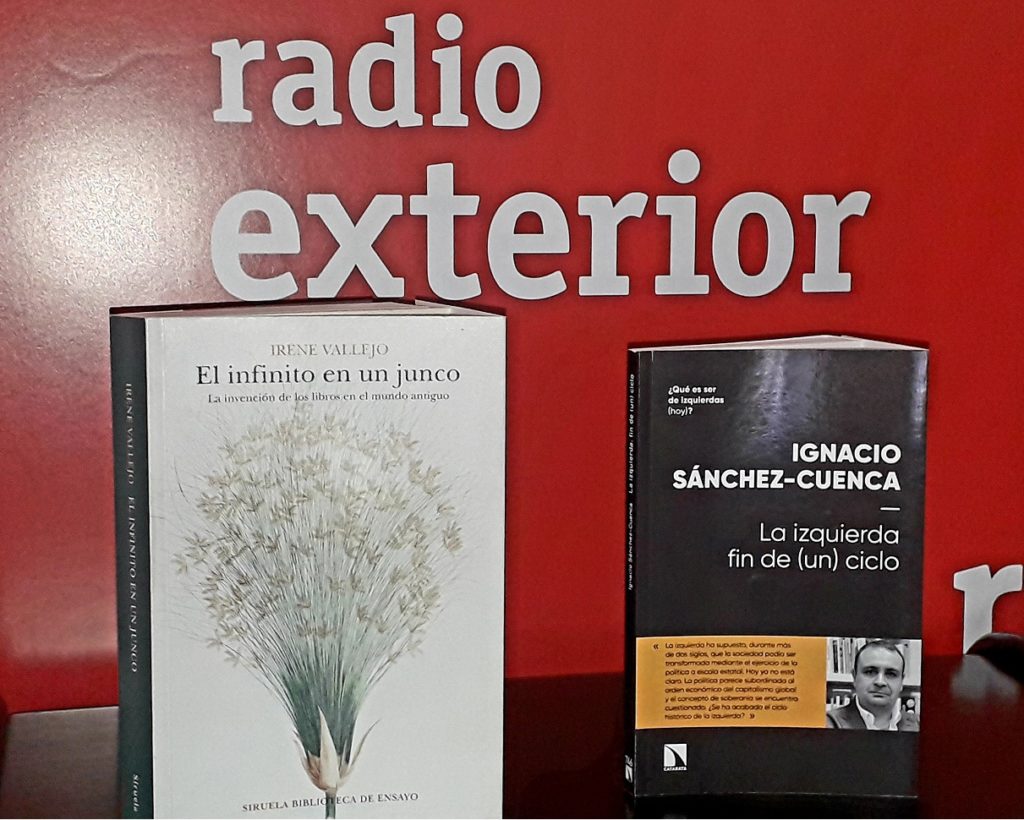 radio
exterior
IRENE VALLEJO
El infinito en un junco
La invención de los libros en el mundo antiguo
SIRUELA BIBLIOTECA DE ENSAYO
IRENE VALLEJO EL INFINITO EN UN JUNCO
Siruela
¿Qué es ser
de izquierdas
(hoy)?
IGNACIO
SÁNCHEZ-CUENCA
La izquierda
fin de (un) ciclo
« La izquierda ha supuesto, durante más
de dos siglos, que la sociedad podía ser
transformada mediante el ejercicio de la
política a escala estatal. Hoy ya no está
claro. La política parece subordinada al
orden económico del capitalismo global
y el concepto de soberanía se encuentra
cuestionado. ¿Se ha acabado el ciclo
histórico de la izquierda? »
CATARATA
Ignacio Sánchez-Cuenca La izquierda: fin de (un) ciclo
r